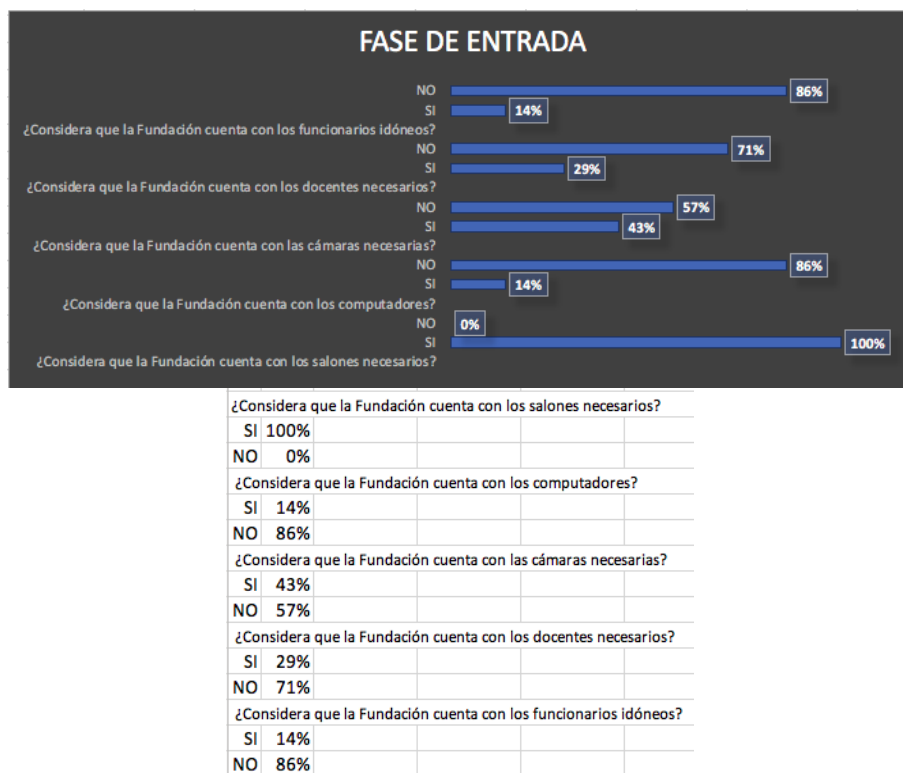 FASE DE ENTRADA
NO 86%
SI 14%
¿Considera que la Fundación cuenta con los funcionarios idóneos?
NO 71%
SI 29%
¿Considera que la Fundación cuenta con los docentes necesarios?
NO 57%
SI 43%
¿Considera que la Fundación cuenta con las cámaras necesarias?
NO 86%
SI 14%
¿Considera que la Fundación cuenta con los computadores?
NO 0%
SI 100%
¿Considera que la Fundación cuenta con los salones necesarios?
¿Considera que la Fundación cuenta con los salones necesarios?
SI 100%
NO 0%
¿Considera que la Fundación cuenta con los computadores?
SI 14%
NO 86%
¿Considera que la Fundación cuenta con las cámaras necesarias?
SI 43%
NO 57%
¿Considera que la Fundación cuenta con los docentes necesarios?
SI 29%
NO 71%
¿Considera que la Fundación cuenta con los funcionarios idóneos?
SI 14%
NO 86%